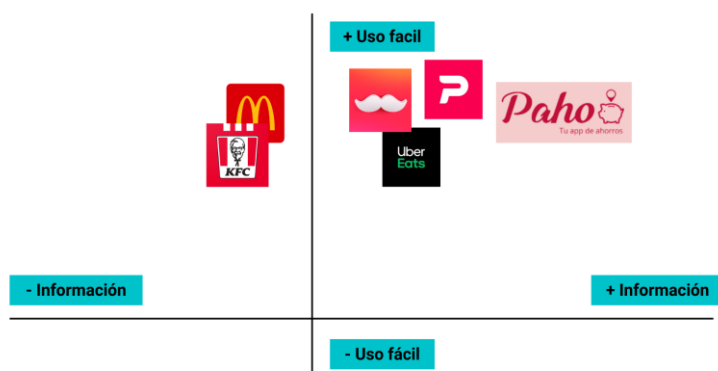 + Uso facil
P
Paho
Tu app de ahorros
KFC
Uber
Eats
- Información
+ Información
- Uso fácil